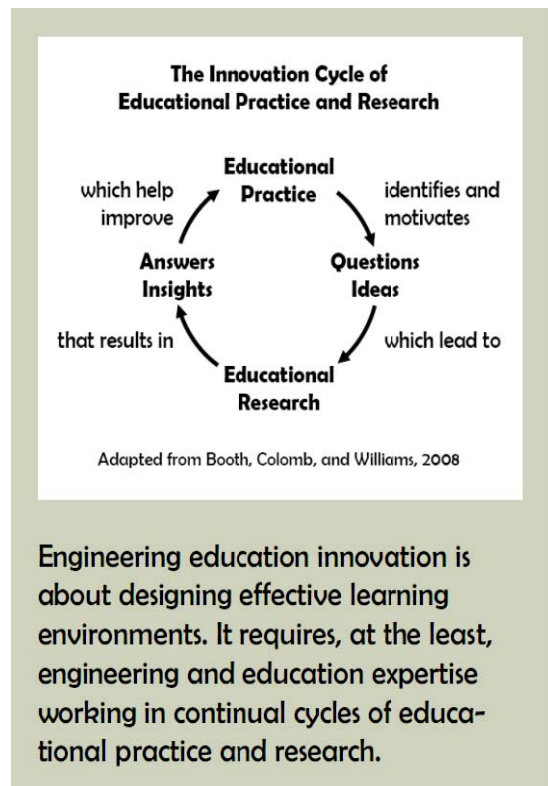 The Innovation Cycle of
Educational Practice and Research
Educational
Practice
which help
improve
identifies and
motivates
Answers
Insights
Questions
Ideas
that results in
which lead to
Educational
Research
Adapted from Booth, Colomb, and Williams, 2008
Engineering education innovation is
about designing effective learning
environments. It requires, at the least,
engineering and education expertise
working in continual cycles of educa-
tional practice and research.